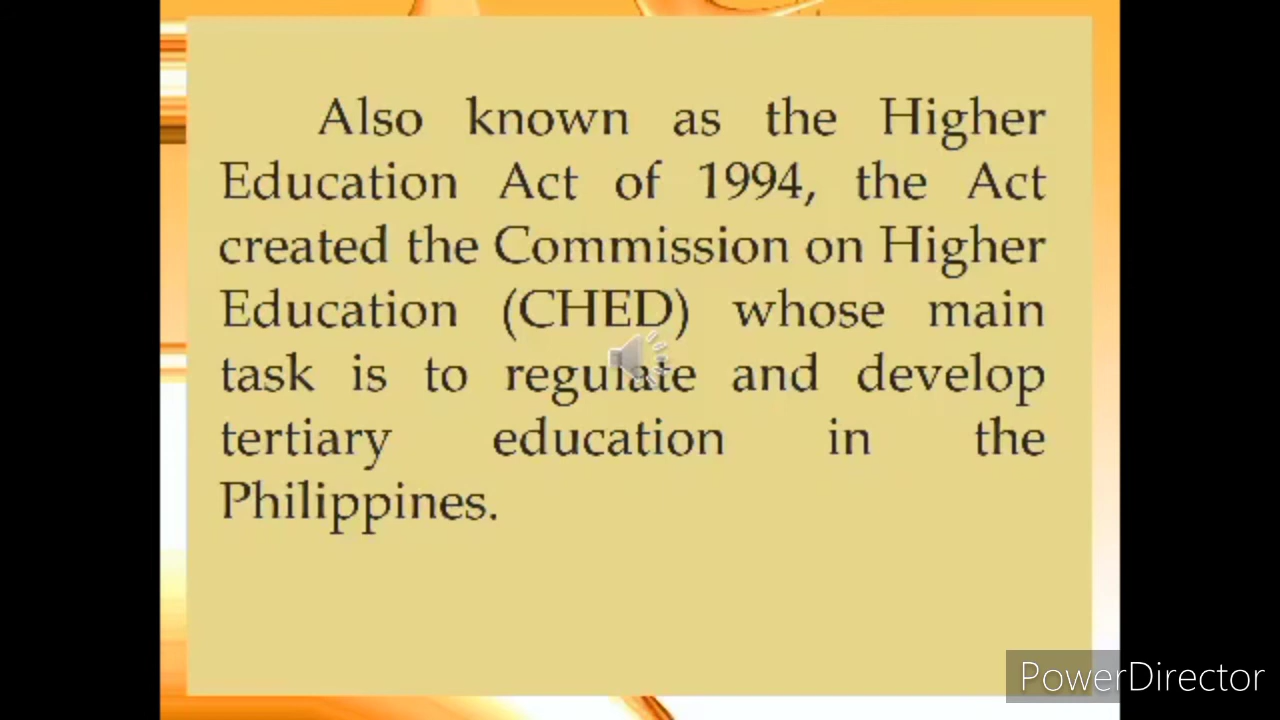 Also known as the Higher
Education Act of 1994, the Act
created the Commission on Higher
Education (CHED) whose main
task is to regulate and develop
tertiary education in the
Philippines.
PowerDirector